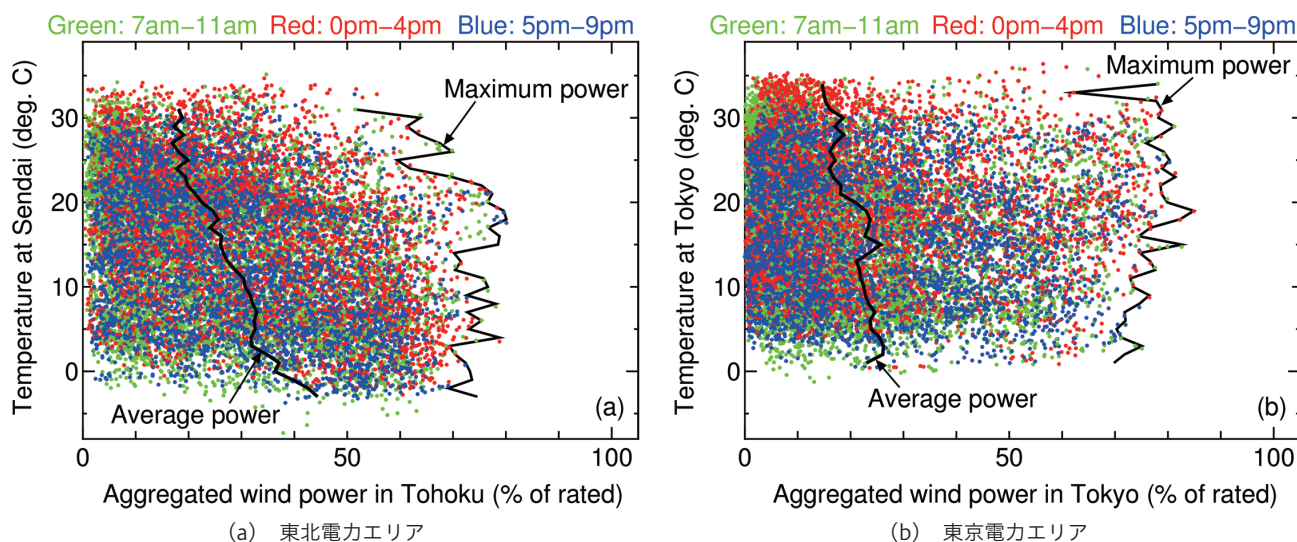 Green: 7am−11am Red: 0pm−4pm Blue: 5pm−9pm
Temperature at Sendai (deg. C)
30
20
10
0
Maximum power
Average power
(a)
0
50
100
Aggregated wind power in Tohoku (% of rated)
(a) 東北電力エリア
Green: 7am−11am Red: 0pm−4pm Blue: 5pm−9pm
Temperature at Tokyo (deg. C)
30
20
10
0
Maximum power
Average power
(b)
0
50
100
Aggregated wind power in Tokyo (% of rated)
(b) 東京電力エリア